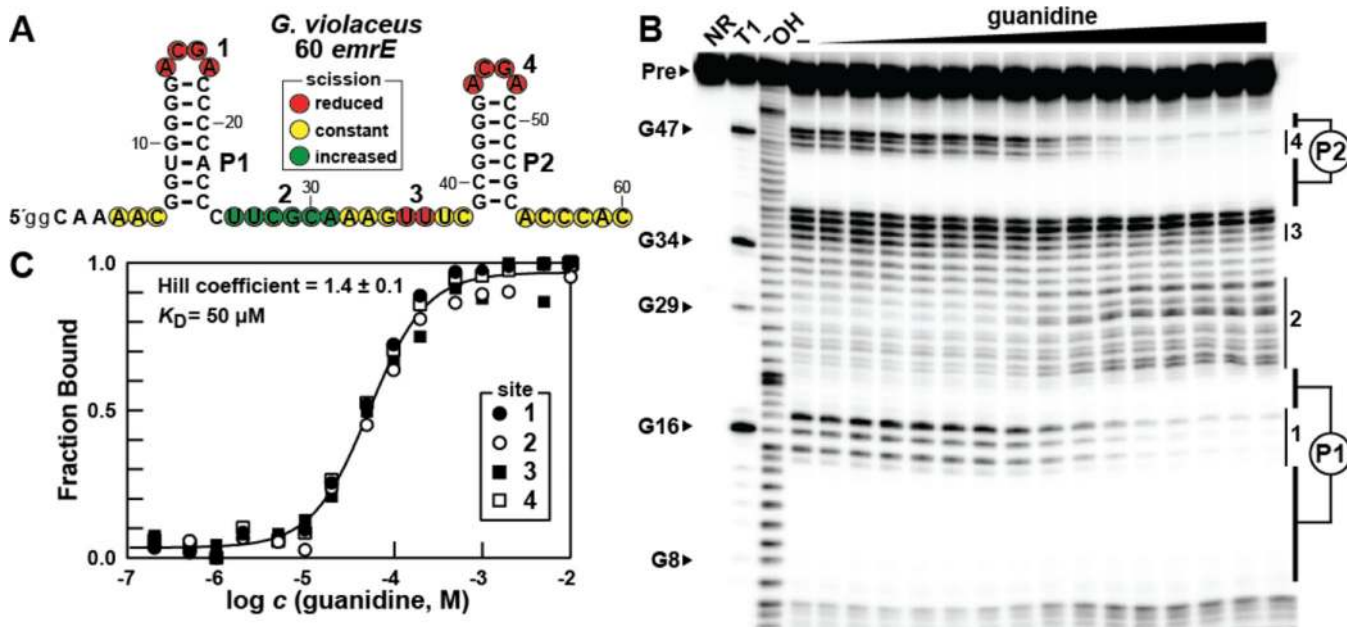 A
G. violaceus
60 emrE
scission
reduced
constant
increased
A C G A 1
G-C
G-C
G-C -20
10- G-C
U-A
G-C P1
G-C
A C G A 4
G-C
G-C -50
G-C
G-C P2
40- C-G
G-C
2 30 3 60
5´ggCAAAAC CUUCGCAAAGUUUC ACCCAC
B
NR T1 -OH – guanidine
Pre
G47
G34
G29
G16
G8
4
P2
3
2
1
P1
C
Hill coefficient = 1.4 ± 0.1
KD = 50 µM
Fraction Bound
1.0
0.5
0.0
site
1
2
3
4
-7 -6 -5 -4 -3 -2
log c (guanidine, M)